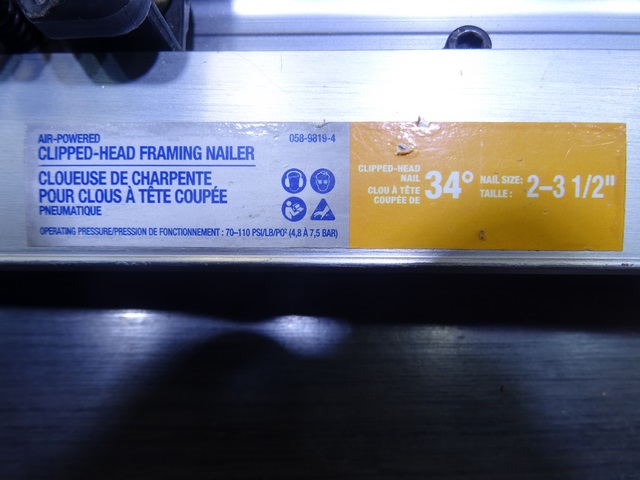 AIR-POWERED
058-9819-4
CLIPPED-HEAD FRAMING NAILER
CLOUEUSE DE CHARPENTE
POUR CLOUS À TÊTE COUPÉE
PNEUMATIQUE
OPERATING PRESSURE/PRESSION DE FONCTIONNEMENT : 70–110 PSI/LB/PO² (4,8 À 7,5 BAR)
CLIPPED-HEAD
NAIL
CLOU À TÊTE
COUPÉE DE
34°
NAIL SIZE:
TAILLE :
2–3 1/2"